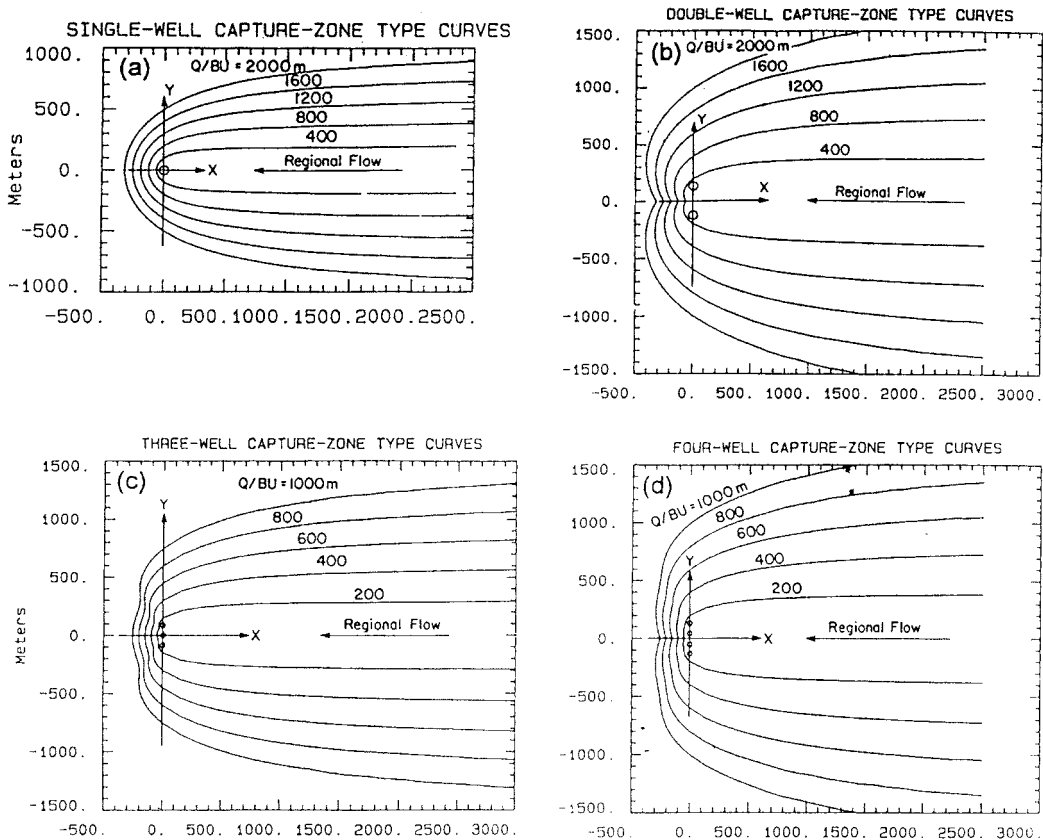 SINGLE-WELL CAPTURE-ZONE TYPE CURVES
(a)
Q/BU = 2000 m
1600
1200
800
400
Y
X
Regional Flow
Meters
1000.
500.
0.
-500.
-1000.
-500. 0. 500. 1000. 1500. 2000. 2500.
DOUBLE-WELL CAPTURE-ZONE TYPE CURVES
(b)
Q/BU = 2000 m
1600
1200
800
400
Y
X
Regional Flow
1500.
1000.
500.
0.
-500.
-1000.
-1500.
-500. 0. 500. 1000. 1500. 2000. 2500. 3000.
THREE-WELL CAPTURE-ZONE TYPE CURVES
(c)
Q/BU = 1000 m
800
600
400
200
Y
X
Regional Flow
Meters
1500.
1000.
500.
0.
-500.
-1000.
-1500.
-500. 0. 500. 1000. 1500. 2000. 2500. 3000.
FOUR-WELL CAPTURE-ZONE TYPE CURVES
(d)
Q/BU = 1000 m
800
600
400
200
Y
X
Regional Flow
1500.
1000.
500.
0.
-500.
-1000.
-1500.
-500. 0. 500. 1000. 1500. 2000. 2500. 3000.